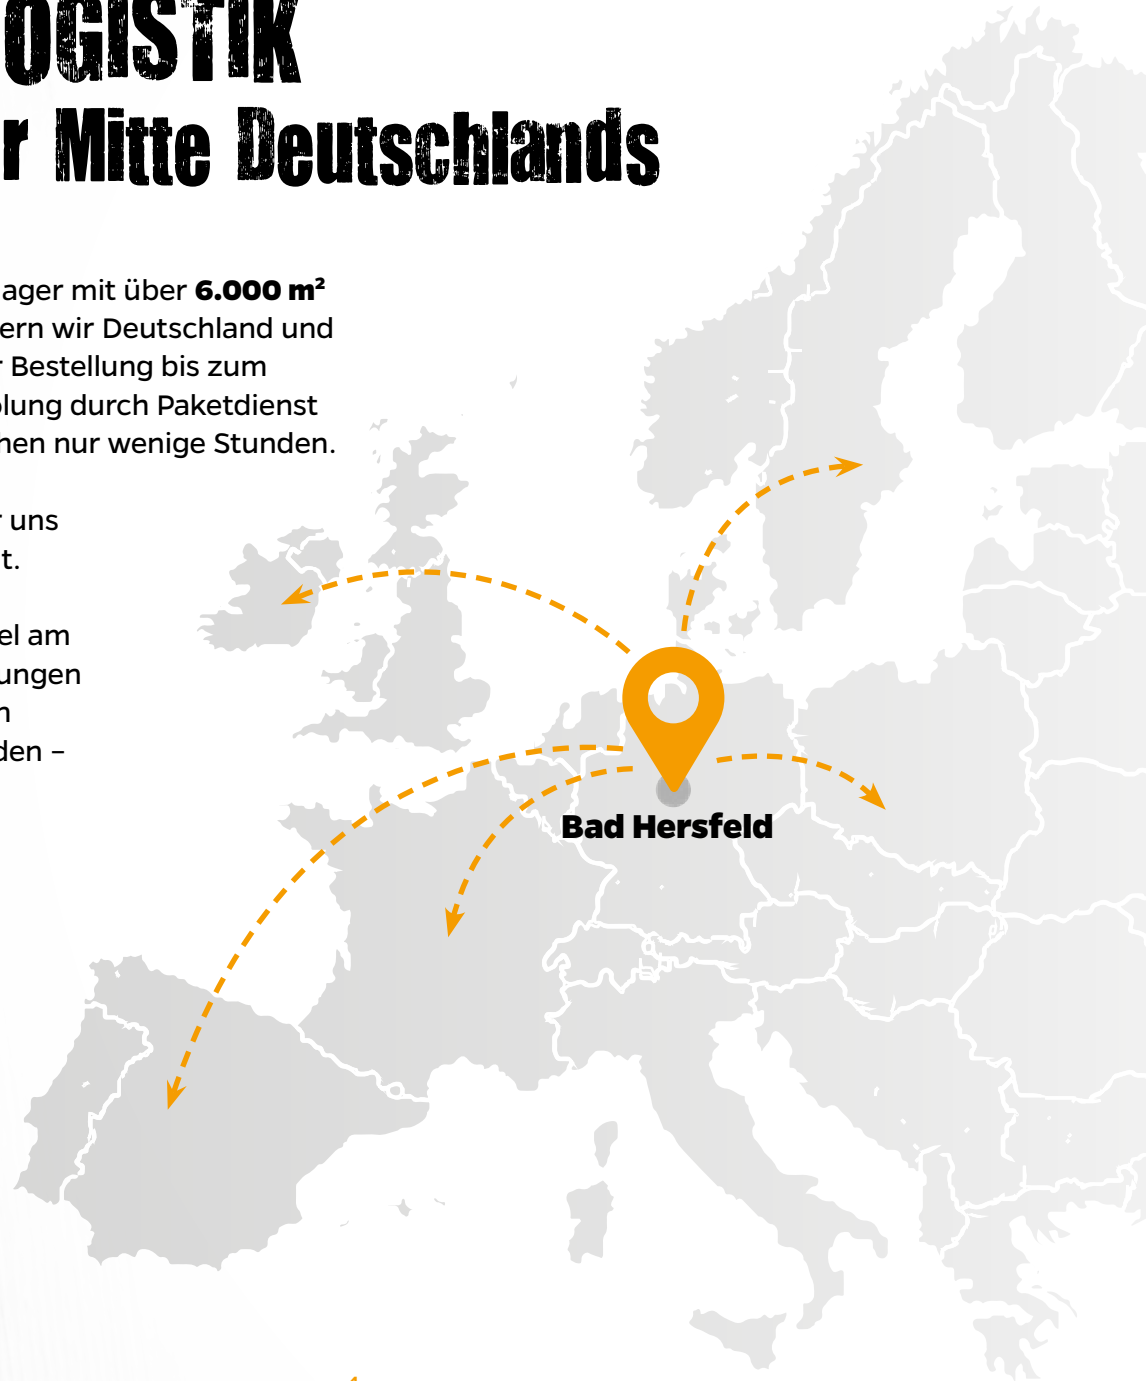 OGISTIK
r Mitte Deutschlands
ager mit über 6.000 m²
ern wir Deutschland und
r Bestellung bis zum
olung durch Paketdienst
hen nur wenige Stunden.
r uns
t.
el am
ungen
n
den –
Bad Hersfeld